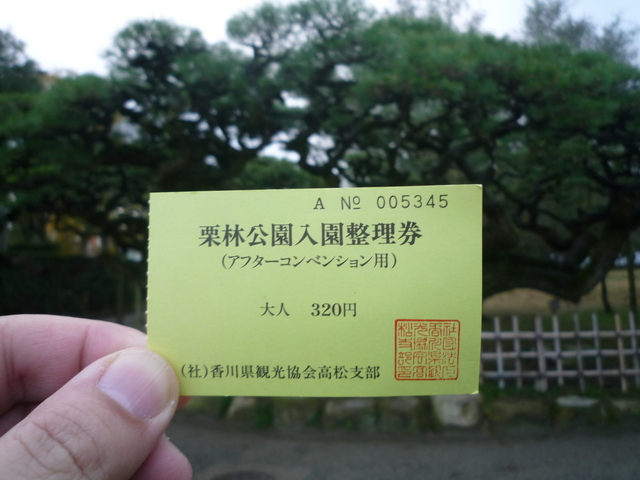 A № 005345
栗林公園入園整理券
(アフターコンベンション用)
大人 320円
(社)香川県観光協会高松支部